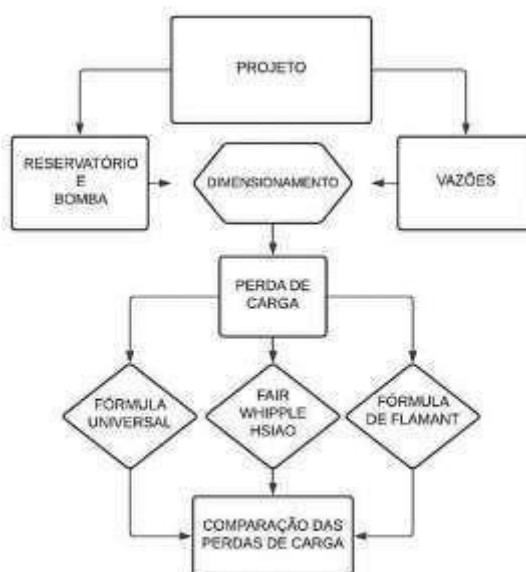 PROJETO
RESERVATÓRIO
E
BOMBA
DIMENSIONAMENTO
VAZÕES
PERDA DE
CARGA
FÓRMULA
UNIVERSAL
FAIR
WHIPPLE
HSIAO
FÓRMULA
DE FLAMANT
COMPARAÇÃO DAS
PERDAS DE CARGA